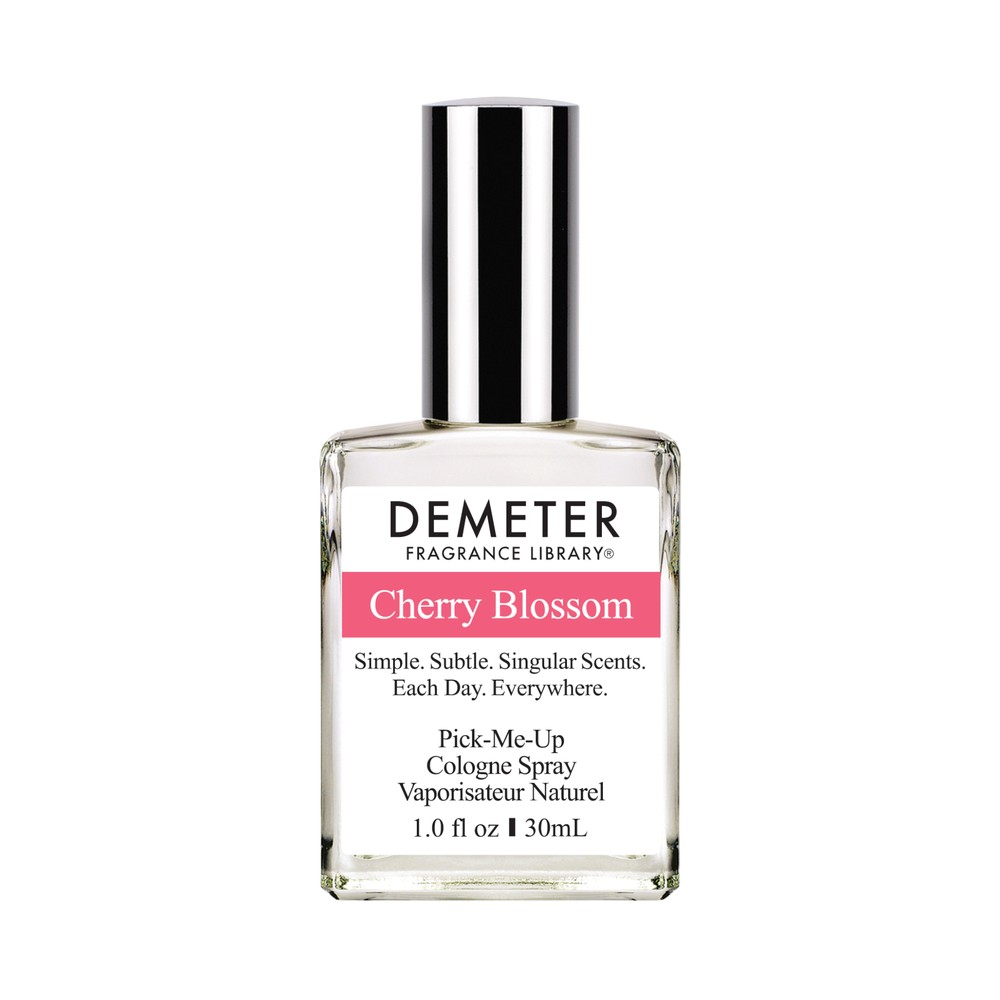 DEMETER
FRAGRANCE LIBRARY®
Cherry Blossom
Simple. Subtle. Singular Scents.
Each Day. Everywhere.
Pick-Me-Up
Cologne Spray
Vaporisateur Naturel
1.0 fl oz ▮ 30mL